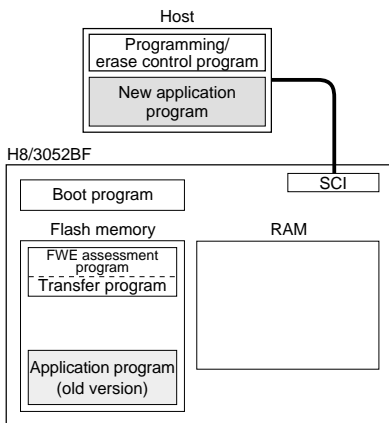 Host
Programming/
erase control program
New application
program
H8/3052BF
SCI
Boot program
Flash memory
RAM
FWE assessment
program
Transfer program
Application program
(old version)